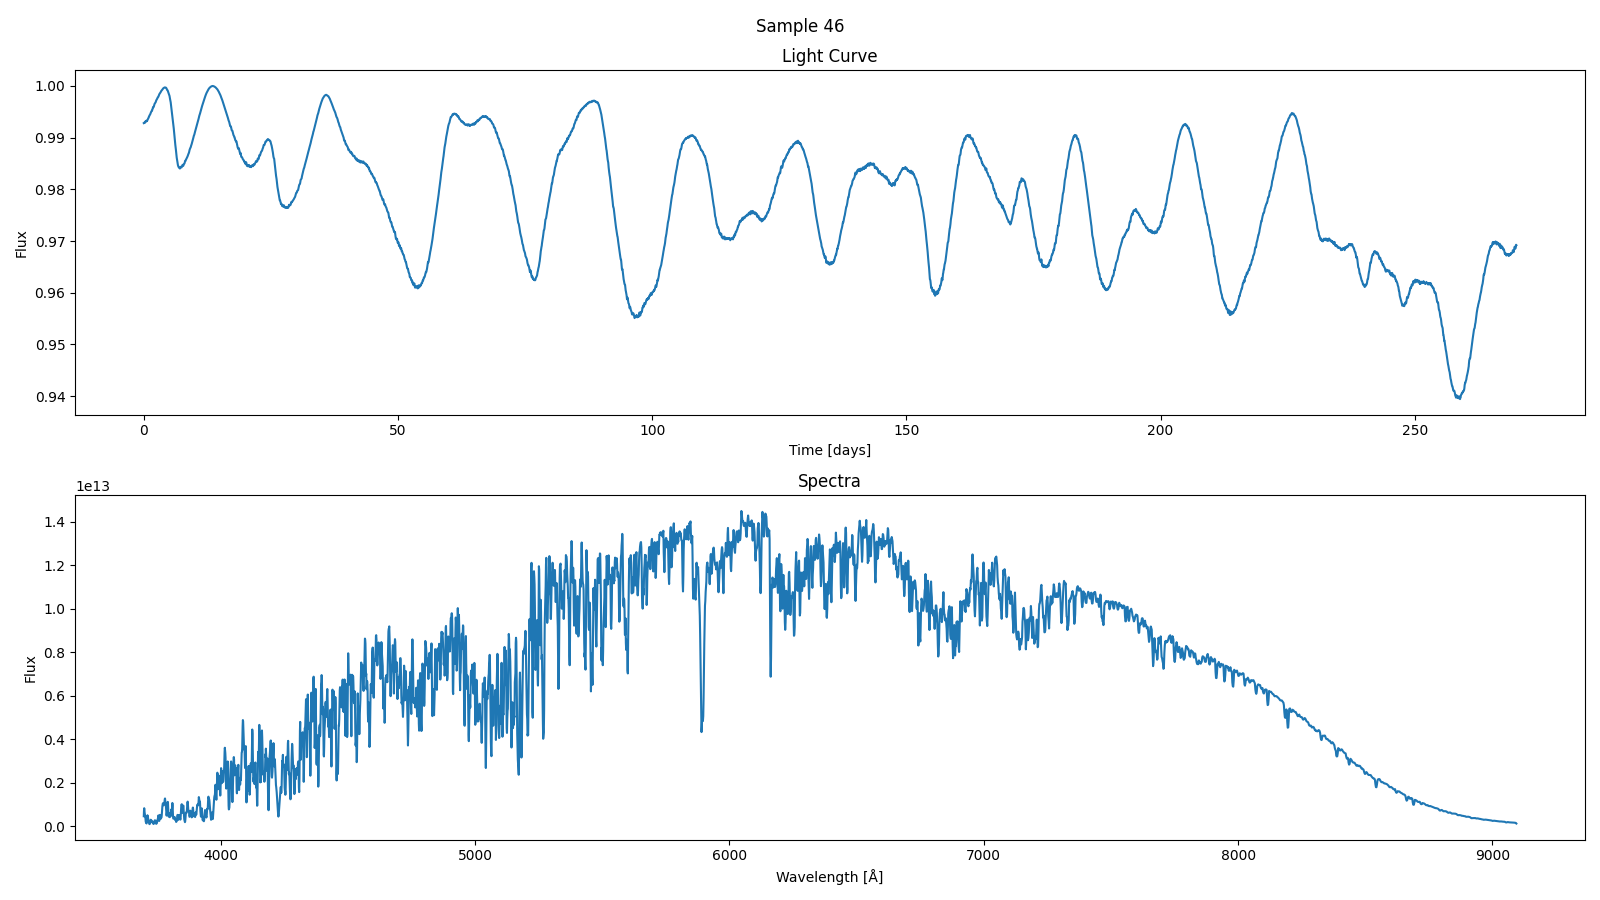 Sample 46
Light Curve
1.00
0.99
0.98
0.97
0.96
0.95
0.94
Flux
0 50 100 150 200 250
Time [days]
Spectra
1e13
1.4
1.2
1.0
0.8
0.6
0.4
0.2
0.0
Flux
4000 5000 6000 7000 8000 9000
Wavelength [Å]